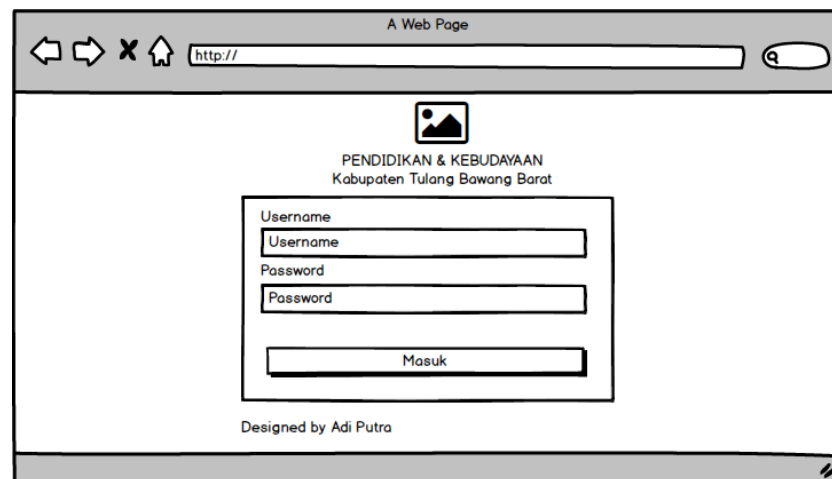 A Web Page
http://
PENDIDIKAN & KEBUDAYAAN
Kabupaten Tulang Bawang Barat
Username
Username
Password
Password
Masuk
Designed by Adi Putra